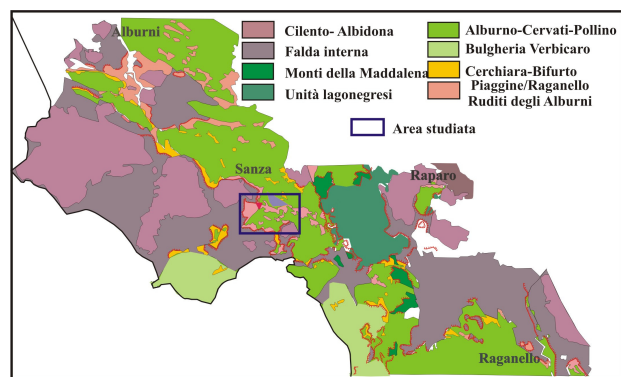 Alburni
Cilento- Albidona
Falda interna
Monti della Maddalena
Unità lagonegresi
Alburno-Cervati-Pollino
Bulgheria Verbicaro
Cerchiara-Bifurto
Piaggine/Raganello
Ruditi degli Alburni
Area studiata
Sanza
Raparo
Raganello